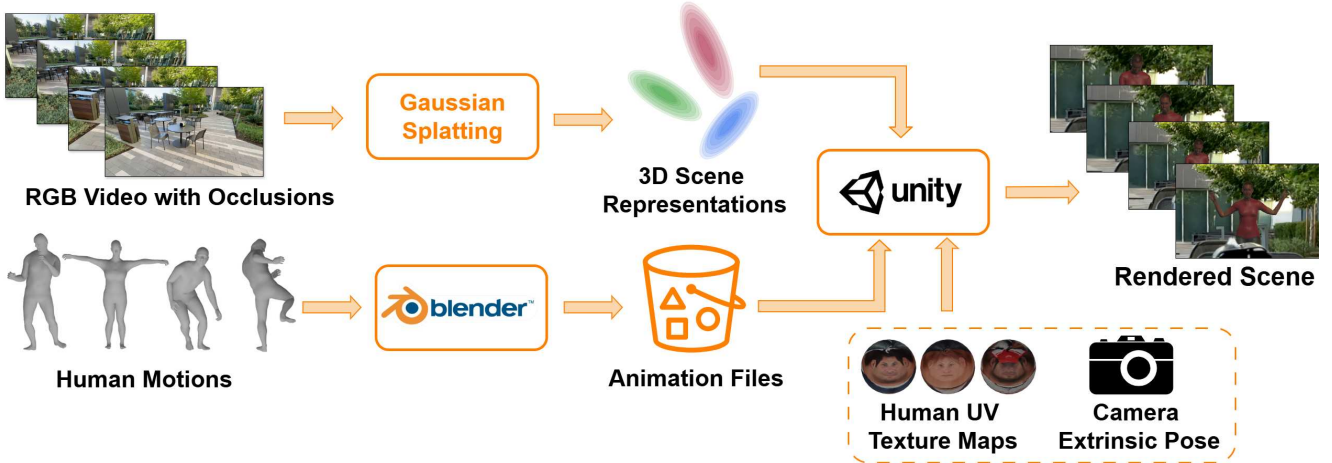 RGB Video with Occlusions
Gaussian
Splatting
3D Scene
Representations
unity
Rendered Scene
Human Motions
blender™
Animation Files
Human UV
Texture Maps
Camera
Extrinsic Pose